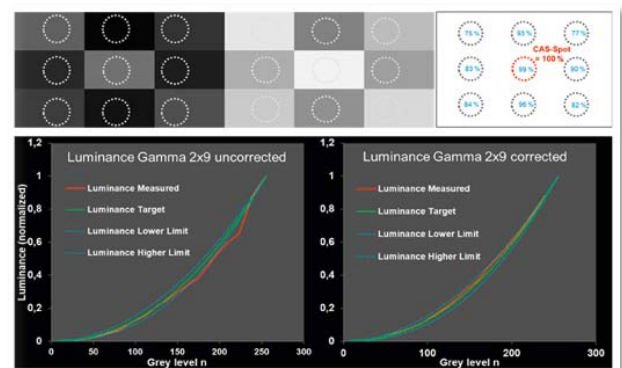 75 % 93 % 77 %
CAS-Spot
= 100 %
83 % 99 % 90 %
84 % 96 % 82 %
Luminance Gamma 2x9 uncorrected
Luminance (normalized)
1,2
1
0,8
0,6
0,4
0,2
0
Luminance Measured
Luminance Target
Luminance Lower Limit
Luminance Higher Limit
0 50 100 150 200 250 300
Grey level n
Luminance Gamma 2x9 corrected
1,2
1
0,8
0,6
0,4
0,2
0
Luminance Measured
Luminance Target
Luminance Lower Limit
Luminance Higher Limit
0 100 200 300
Grey level n